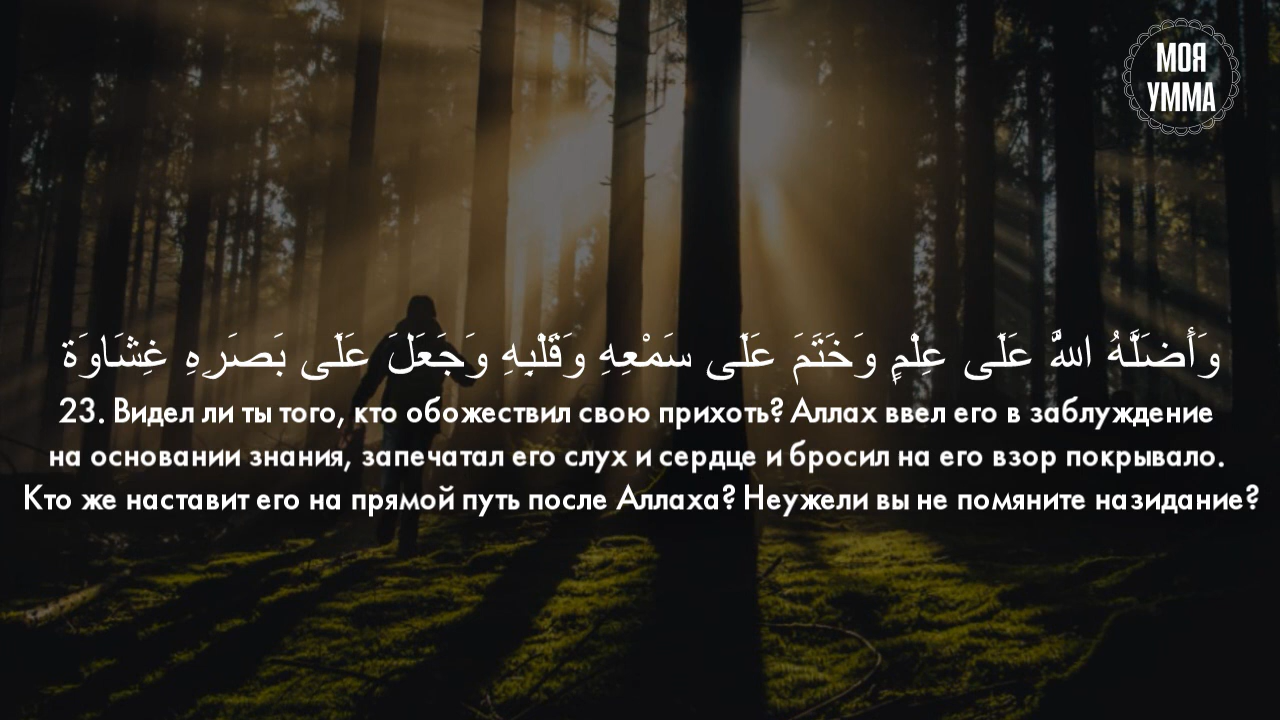 МОЯ
УММА
وَأَضَلَّهُ اللَّهُ عَلَى عِلْمٍ وَخَتَمَ عَلَى سَمْعِهِ وَقَلْبِهِ وَجَعَلَ عَلَى بَصَرِهِ غِشَاوَة
23. Видел ли ты того, кто обожествил свою прихоть? Аллах ввел его в заблуждение
на основании знания, запечатал его слух и сердце и бросил на его взор покрывало.
Кто же наставит его на прямой путь после Аллаха? Неужели вы не помяните назидание?